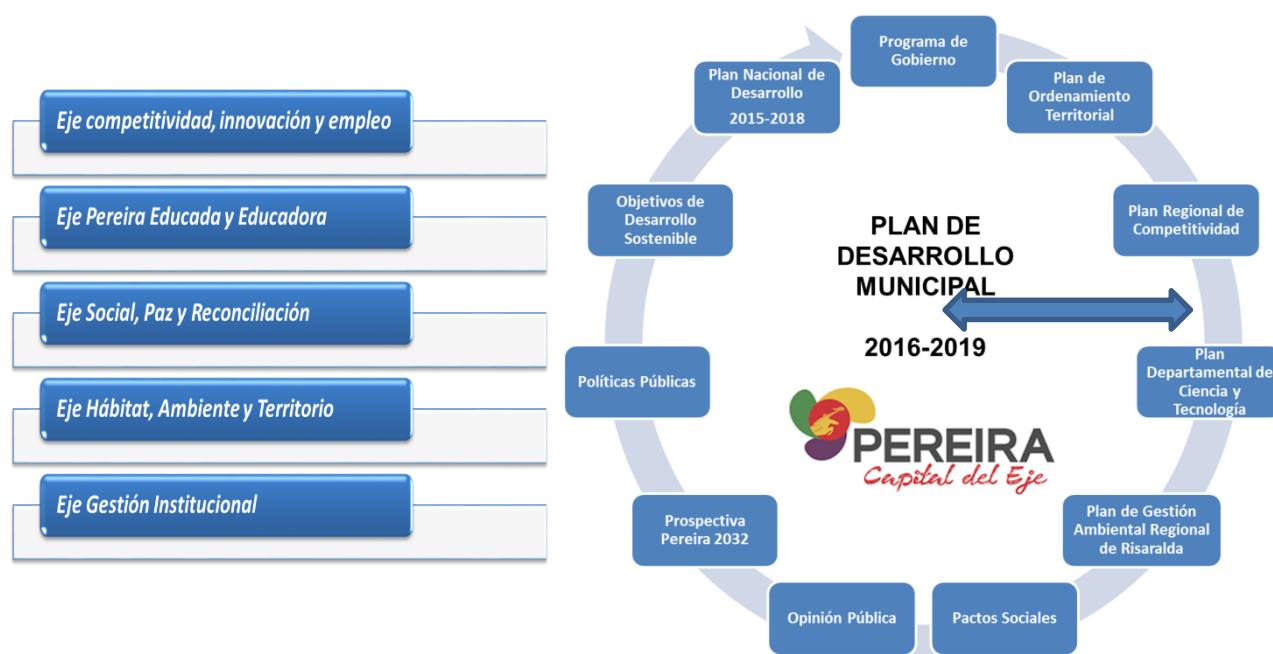 Eje competitividad, innovación y empleo
Eje Pereira Educada y Educadora
Eje Social, Paz y Reconciliación
Eje Hábitat, Ambiente y Territorio
Eje Gestión Institucional
Programa de
Gobierno
Plan de
Ordenamiento
Territorial
Plan Regional de
Competitividad
Plan
Departamental de
Ciencia y
Tecnología
Plan de Gestión
Ambiental Regional
de Risaralda
Pactos Sociales
Opinión Pública
Prospectiva
Pereira 2032
Políticas Públicas
Objetivos de
Desarrollo
Sostenible
Plan Nacional de
Desarrollo
2015-2018
PLAN DE
DESARROLLO
MUNICIPAL
2016-2019
PEREIRA
Capital del Eje